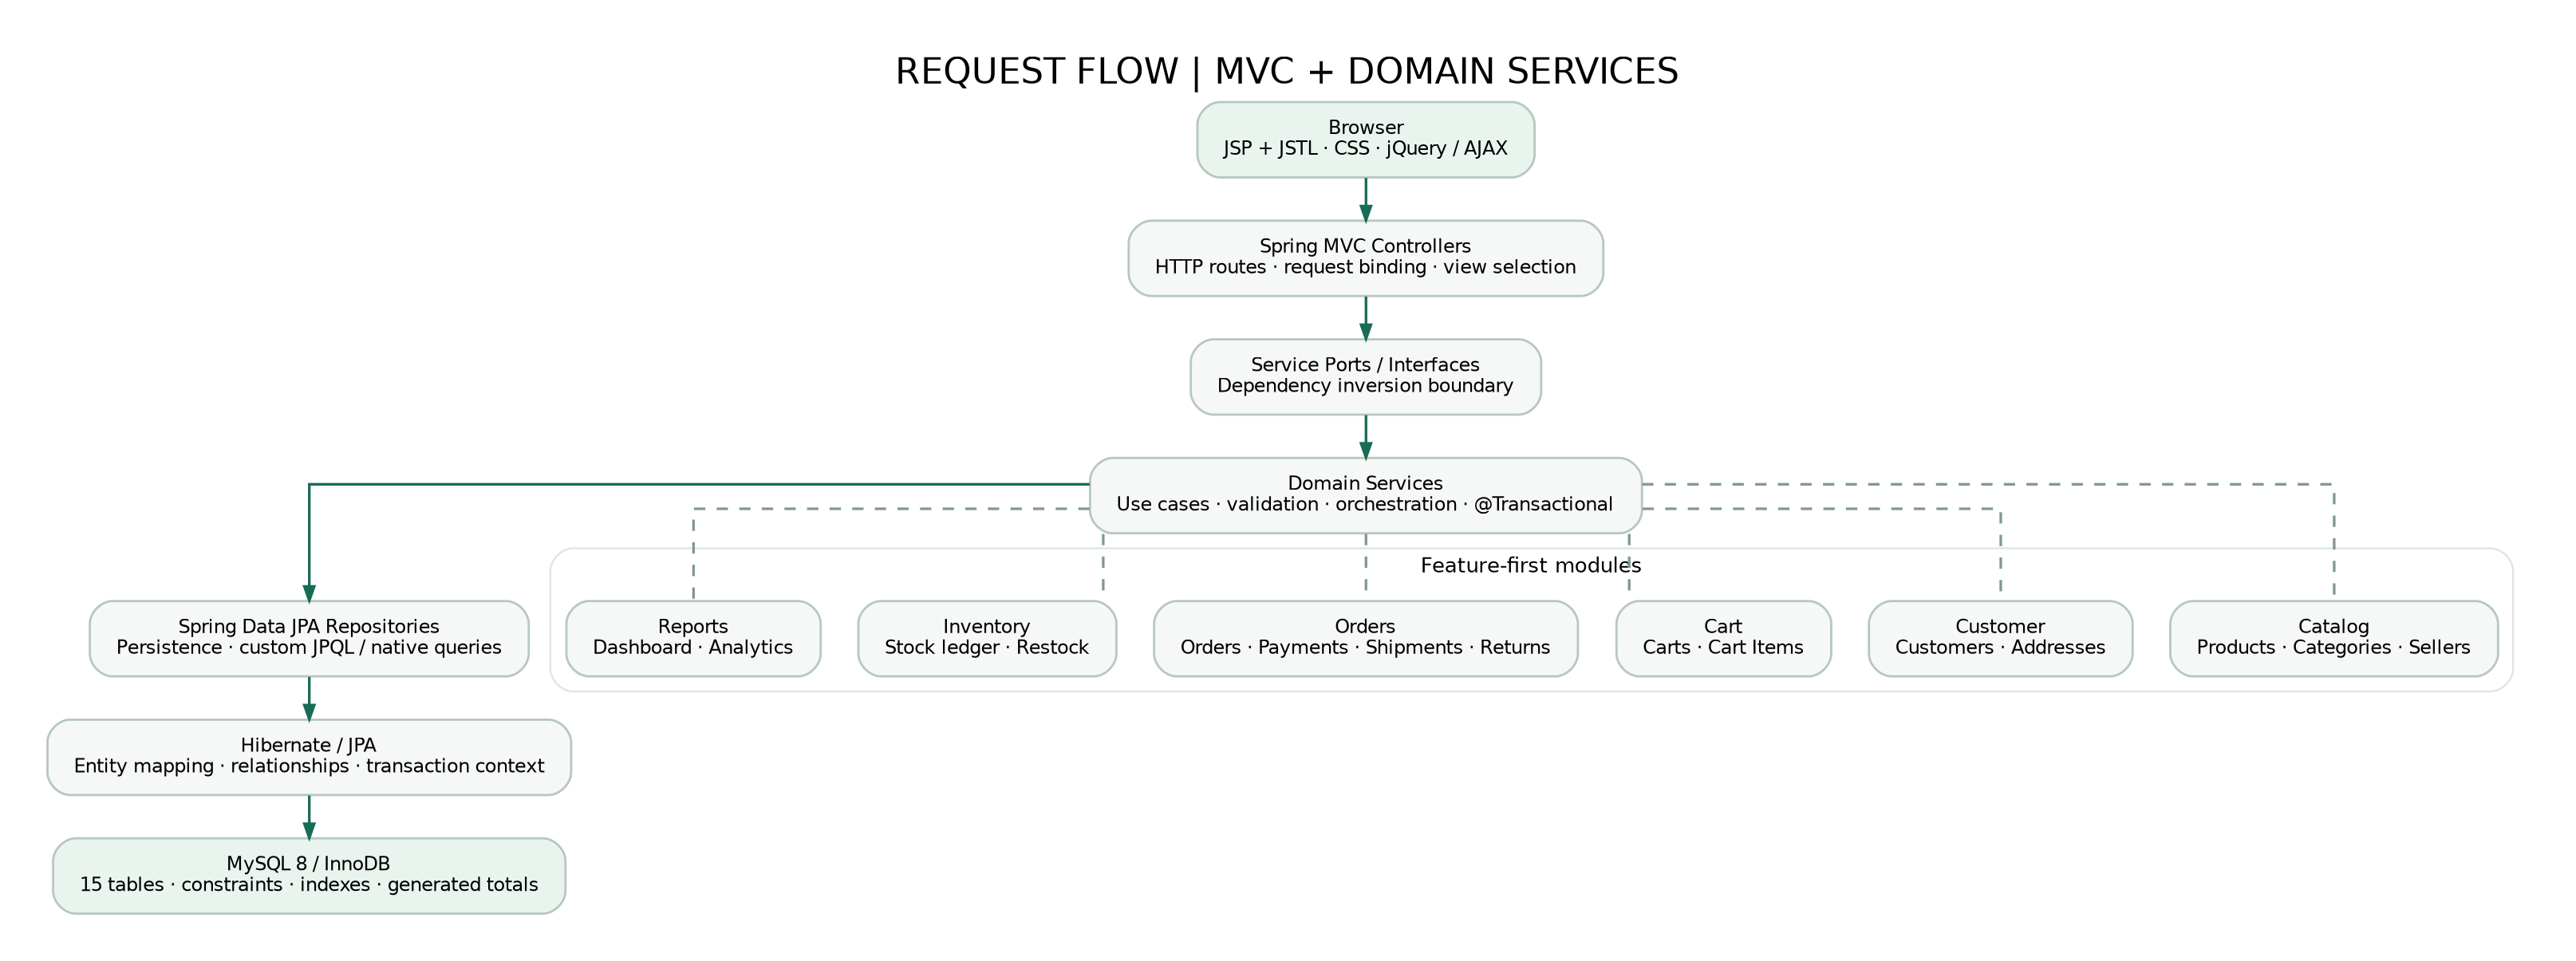 REQUEST FLOW | MVC + DOMAIN SERVICES
Browser
JSP + JSTL · CSS · jQuery / AJAX
Spring MVC Controllers
HTTP routes · request binding · view selection
Service Ports / Interfaces
Dependency inversion boundary
Domain Services
Use cases · validation · orchestration · @Transactional
Feature-first modules
Spring Data JPA Repositories
Persistence · custom JPQL / native queries
Reports
Dashboard · Analytics
Inventory
Stock ledger · Restock
Orders
Orders · Payments · Shipments · Returns
Cart
Carts · Cart Items
Customer
Customers · Addresses
Catalog
Products · Categories · Sellers
Hibernate / JPA
Entity mapping · relationships · transaction context
MySQL 8 / InnoDB
15 tables · constraints · indexes · generated totals